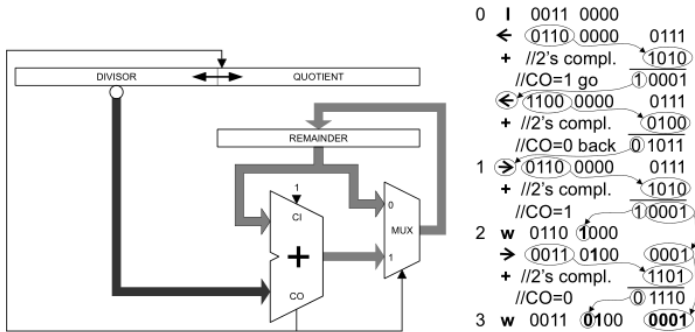 DIVISOR
QUOTIENT
REMAINDER
1
CI
+
CO
0
MUX
1
0 I 0011 0000
← 0110 0000 0111
+ //2's compl. 1010
//CO=1 go 1 0001
← 1100 0000 0111
+ //2's compl. 0100
//CO=0 back 0 1011
1 → 0110 0000 0111
+ //2's compl. 1010
//CO=1 1 0001
2 w 0110 1000
→ 0011 0100 0001
+ //2's compl. 1101
//CO=0 0 1110
3 w 0011 0100 0001